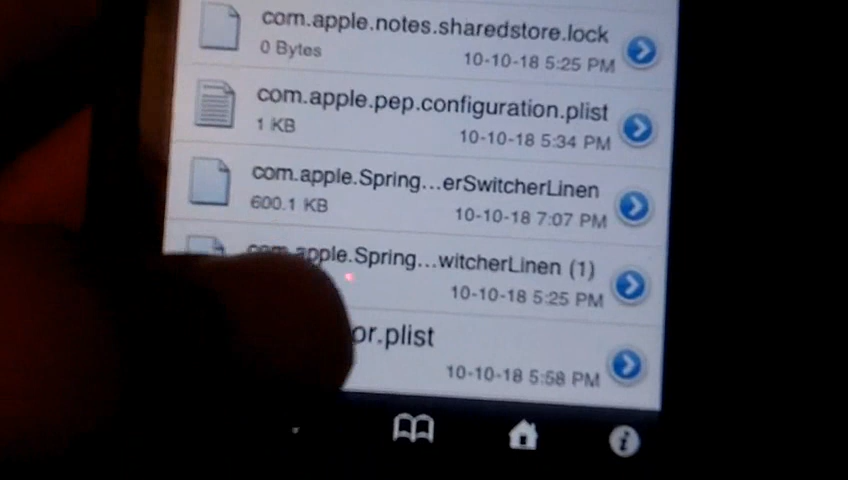 com.apple.notes.sharedstore.lock
0 Bytes 10-10-18 5:25 PM
com.apple.pep.configuration.plist
1 KB 10-10-18 5:34 PM
com.apple.Spring...erSwitcherLinen
600.1 KB 10-10-18 7:07 PM
com.apple.Spring...witcherLinen (1)
10-10-18 5:25 PM
or.plist
10-10-18 5:58 PM